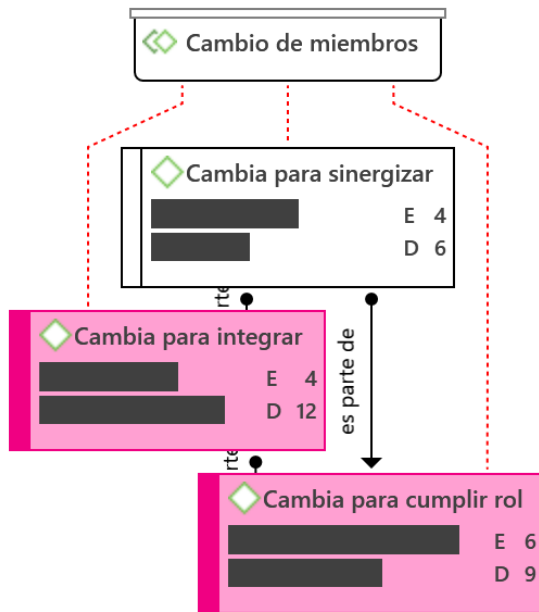 Cambio de miembros
Cambia para sinergizar
E 4
D 6
Cambia para integrar
E 4
D 12
es parte de
Cambia para cumplir rol
E 6
D 9